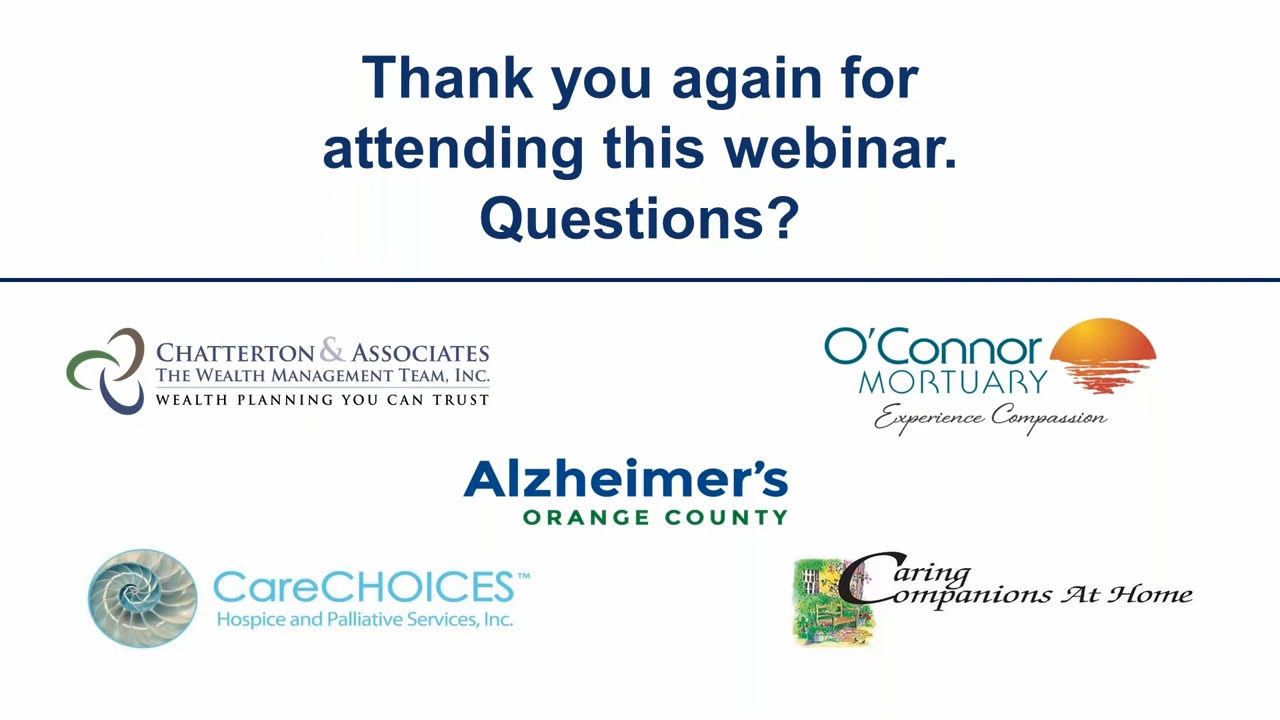 Thank you again for
attending this webinar.
Questions?
CHATTERTON & ASSOCIATES
THE WEALTH MANAGEMENT TEAM, INC.
WEALTH PLANNING YOU CAN TRUST
O'Connor
MORTUARY
Experience Compassion
Alzheimer's
ORANGE COUNTY
CareCHOICES™
Hospice and Palliative Services, Inc.
Caring
Companions At Home